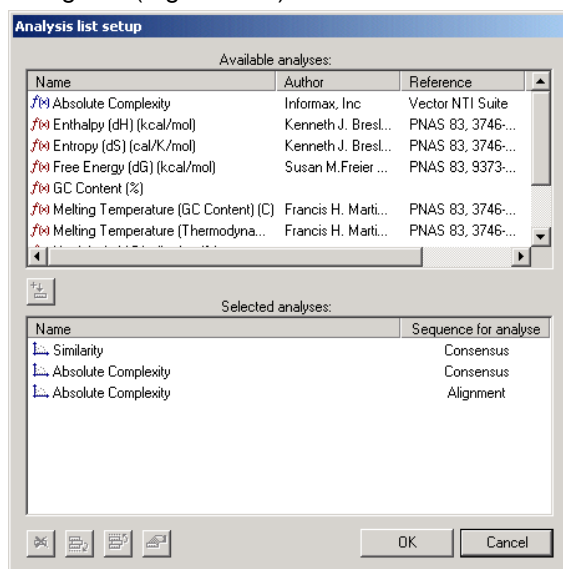 Analysis list setup
Available analyses:
Name Author Reference
f(x) Absolute Complexity Informax, Inc Vector NTI Suite
f(x) Enthalpy (dH) (kcal/mol) Kenneth J. Bresl... PNAS 83, 3746-...
f(x) Entropy (dS) (cal/K/mol) Kenneth J. Bresl... PNAS 83, 3746-...
f(x) Free Energy (dG) (kcal/mol) Susan M.Freier ... PNAS 83, 9373-...
f(x) GC Content (%)
f(x) Melting Temperature (GC Content) (C) Francis H. Marti... PNAS 83, 3746-...
f(x) Melting Temperature (Thermodyna... Francis H. Marti... PNAS 83, 3746-...
Selected analyses:
Name Sequence for analyse
Similarity Consensus
Absolute Complexity Consensus
Absolute Complexity Alignment
OK Cancel